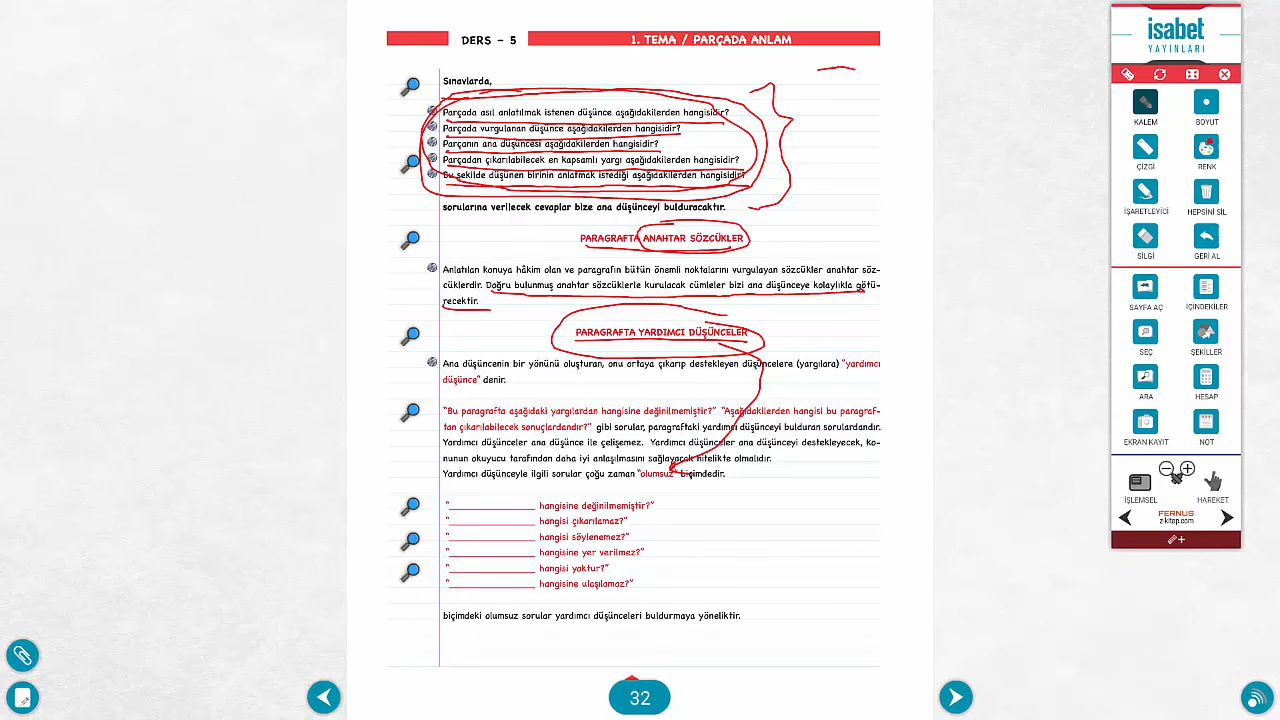 DERS - 5
1. TEMA / PARÇADA ANLAM
Sınavlarda,
Parçada asıl anlatılmak istenen düşünce aşağıdakilerden hangisidir?
Parçada vurgulanan düşünce aşağıdakilerden hangisidir?
Parçanın ana düşüncesi aşağıdakilerden hangisidir?
Parçadan çıkarılabilecek en kapsamlı yargı aşağıdakilerden hangisidir?
Bu şekilde düşünen birinin anlatmak istediği aşağıdakilerden hangisidir?
sorularına verilecek cevaplar bize ana düşünceyi bulduracaktır.
PARAGRAFTA ANAHTAR SÖZCÜKLER
Anlatılan konuya hâkim olan ve paragrafın bütün önemli noktalarını vurgulayan sözcükler anahtar söz-
cüklerdir. Doğru bulunmuş anahtar sözcüklerle kurulacak cümleler bizi ana düşünceye kolaylıkla götü-
recektir.
PARAGRAFTA YARDIMCI DÜŞÜNCELER
Ana düşüncenin bir yönünü oluşturan, onu ortaya çıkarıp destekleyen düşüncelere (yargılara) "yardımcı
düşünce" denir.
"Bu paragrafta aşağıdaki yargılardan hangisine değinilmemiştir?" "Aşağıdakilerden hangisi bu paragraf-
tan çıkarılabilecek sonuçlardandır?" gibi sorular, paragraftaki yardımcı düşünceyi bulduran sorulardandır.
Yardımcı düşünceler ana düşünce ile çelişemez. Yardımcı düşünceler ana düşünceyi destekleyecek, ko-
nunun okuyucu tarafından daha iyi anlaşılmasını sağlayacak nitelikte olmalıdır.
Yardımcı düşünceyle ilgili sorular çoğu zaman "olumsuz" biçimdedir.
"________________ hangisine değinilmemiştir?"
"________________ hangisi çıkarılamaz?"
"________________ hangisi söylenemez?"
"________________ hangisine yer verilmez?"
"________________ hangisi yoktur?"
"________________ hangisine ulaşılamaz?"
biçimdeki olumsuz sorular yardımcı düşünceleri buldurmaya yöneliktir.
32
isabet
YAYINLARI
KALEM
BOYUT
ÇİZGİ
RENK
İŞARETLEYİCİ
HEPSİNİ SİL
SİLGİ
GERİ AL
SAYFA AÇ
İÇİNDEKİLER
SEÇ
ŞEKİLLER
ARA
HESAP
EKRAN KAYIT
NOT
İŞLEMSEL
HAREKET
FERNUS
z-kitap.com